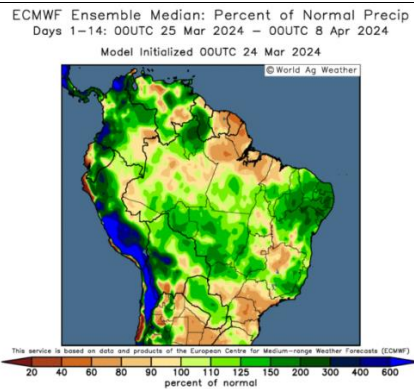 ECMWF Ensemble Median: Percent of Normal Precip
Days 1–14: 00UTC 25 Mar 2024 – 00UTC 8 Apr 2024
Model Initialized 00UTC 24 Mar 2024
© World Ag Weather
This service is based on data and products of the European Center for Medium-range Weather Forecasts (ECMWF)
20 40 60 80 90 100 110 125 150 200 300 400 600
percent of normal